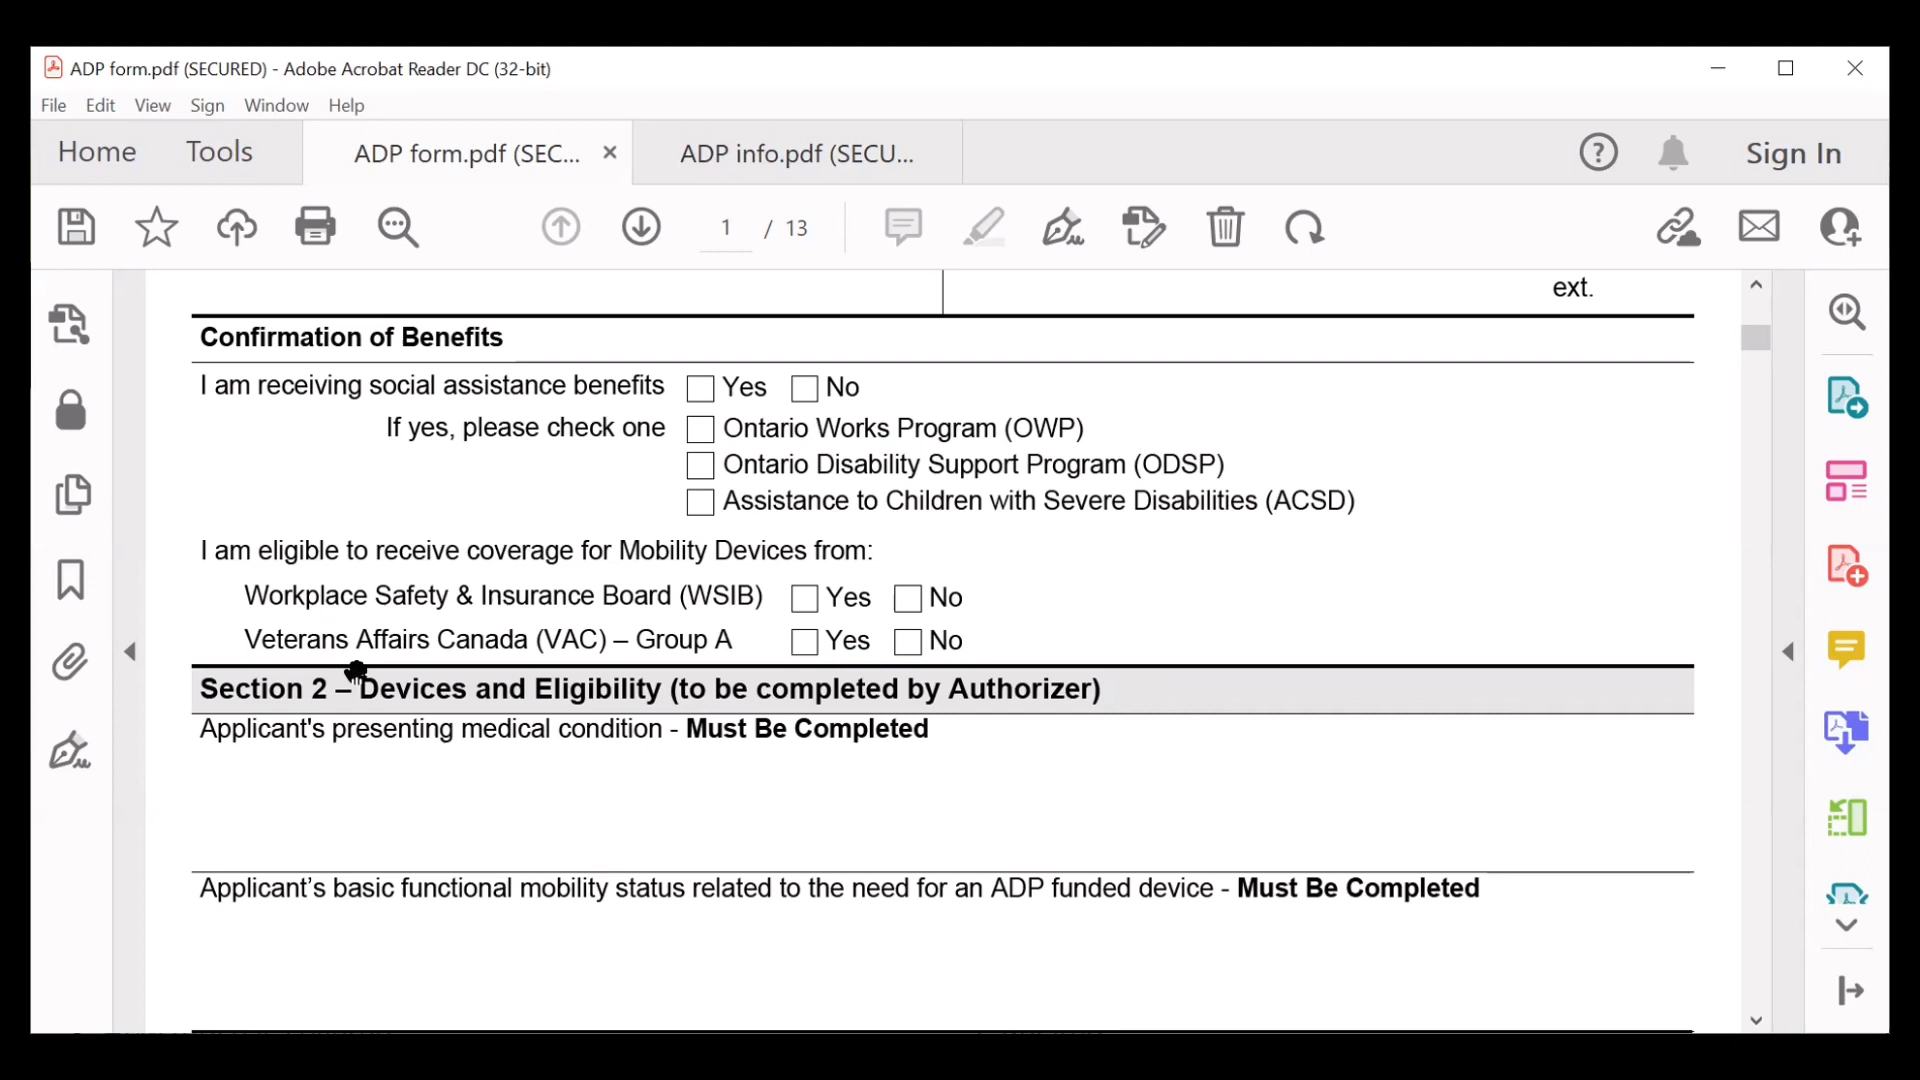 ADP form.pdf (SECURED) - Adobe Acrobat Reader DC (32-bit)
File Edit View Sign Window Help
Home Tools ADP form.pdf (SEC... × ADP info.pdf (SECU... Sign In
1 / 13
ext.
Confirmation of Benefits
I am receiving social assistance benefits Yes No
If yes, please check one Ontario Works Program (OWP)
Ontario Disability Support Program (ODSP)
Assistance to Children with Severe Disabilities (ACSD)
I am eligible to receive coverage for Mobility Devices from:
Workplace Safety & Insurance Board (WSIB) Yes No
Veterans Affairs Canada (VAC) – Group A Yes No
Section 2 – Devices and Eligibility (to be completed by Authorizer)
Applicant's presenting medical condition - Must Be Completed
Applicant’s basic functional mobility status related to the need for an ADP funded device - Must Be Completed